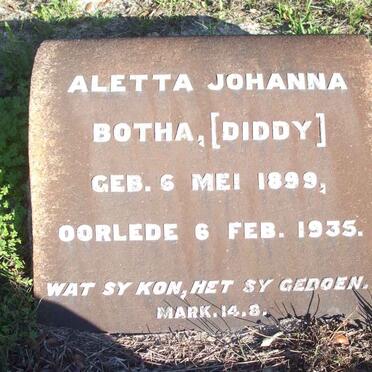 ALETTA JOHANNA
BOTHA, [DIDDY]
GEB. 6 MEI 1899,
OORLEDE 6 FEB. 1935.
WAT SY KON, HET SY GEDOEN.
MARK. 14.8.